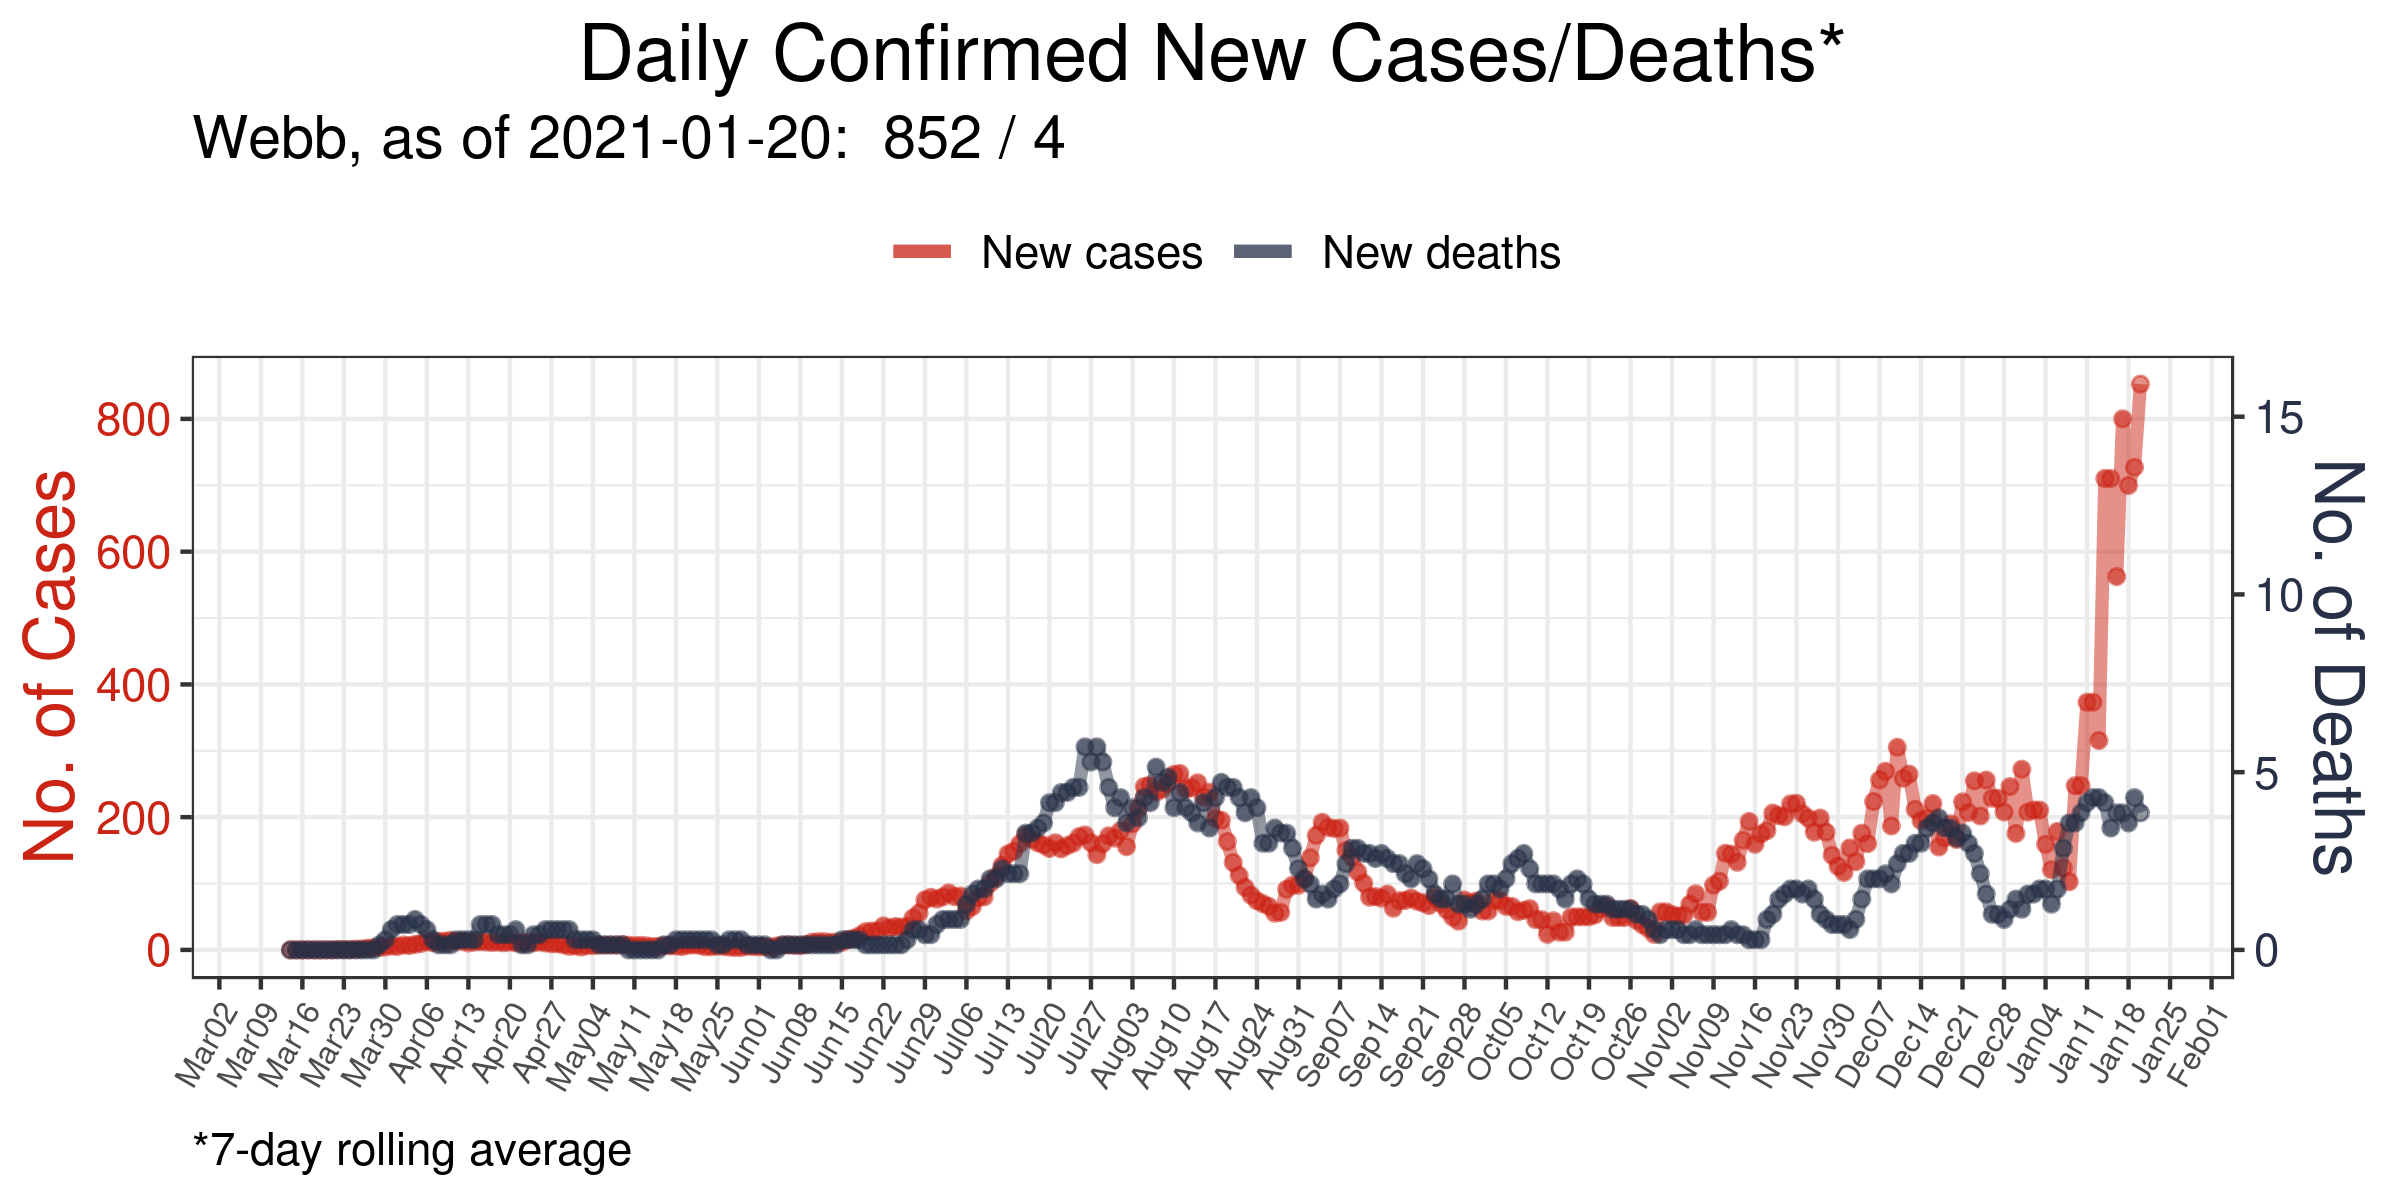 Daily Confirmed New Cases/Deaths*
Webb, as of 2021-01-20:  852 / 4
New cases
New deaths
No. of Cases
800
600
400
200
0
15
10
5
0
No. of Deaths
Mar02
Mar09
Mar16
Mar23
Mar30
Apr06
Apr13
Apr20
Apr27
May04
May11
May18
May25
Jun01
Jun08
Jun15
Jun22
Jun29
Jul06
Jul13
Jul20
Jul27
Aug03
Aug10
Aug17
Aug24
Aug31
Sep07
Sep14
Sep21
Sep28
Oct05
Oct12
Oct19
Oct26
Nov02
Nov09
Nov16
Nov23
Nov30
Dec07
Dec14
Dec21
Dec28
Jan04
Jan11
Jan18
Jan25
Feb01
*7-day rolling average